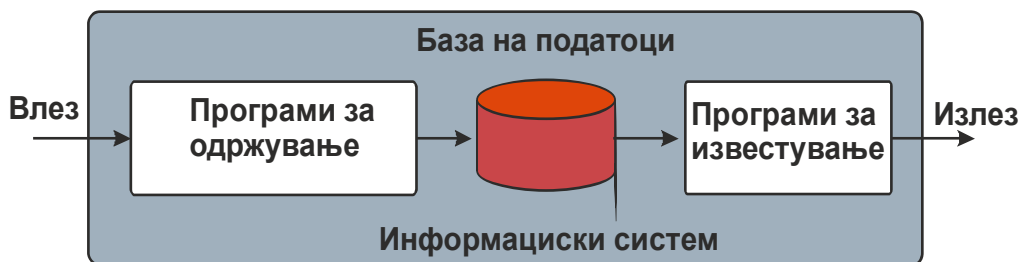 База на податоци
Влез
Програми за
одржување
Програми за
известување
Излез
Информациски систем